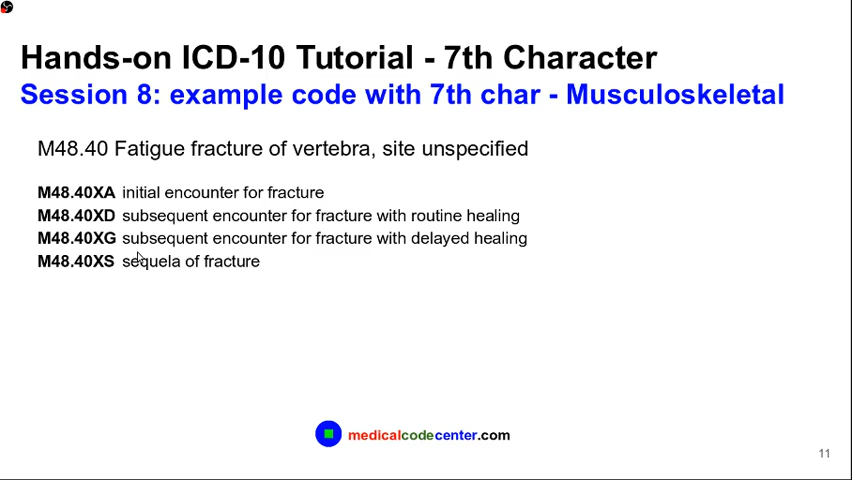 Hands-on ICD-10 Tutorial - 7th Character
Session 8: example code with 7th char - Musculoskeletal
M48.40 Fatigue fracture of vertebra, site unspecified
M48.40XA initial encounter for fracture
M48.40XD subsequent encounter for fracture with routine healing
M48.40XG subsequent encounter for fracture with delayed healing
M48.40XS sequela of fracture
medicalcodecenter.com
11